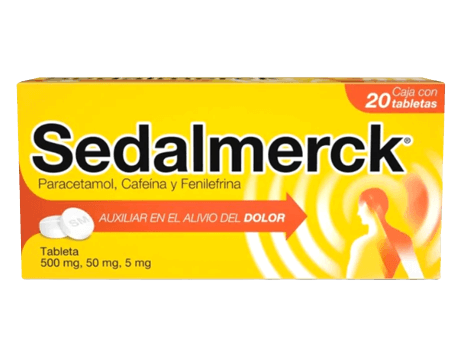 Caja con
20 tabletas
Sedalmerck®
Paracetamol, Cafeína y Fenilefrina
SM
AUXILIAR EN EL ALIVIO DEL DOLOR
Tableta
500 mg, 50 mg, 5 mg